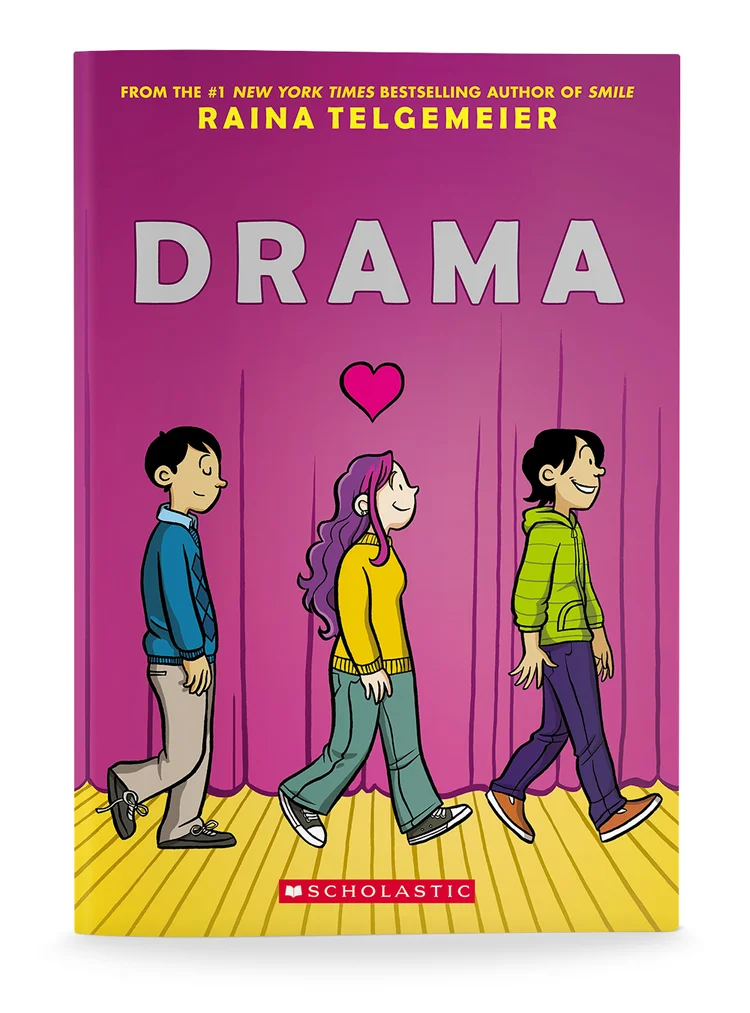 FROM THE #1 NEW YORK TIMES BESTSELLING AUTHOR OF SMILE
RAINA TELGEMEIER
DRAMA
SCHOLASTIC